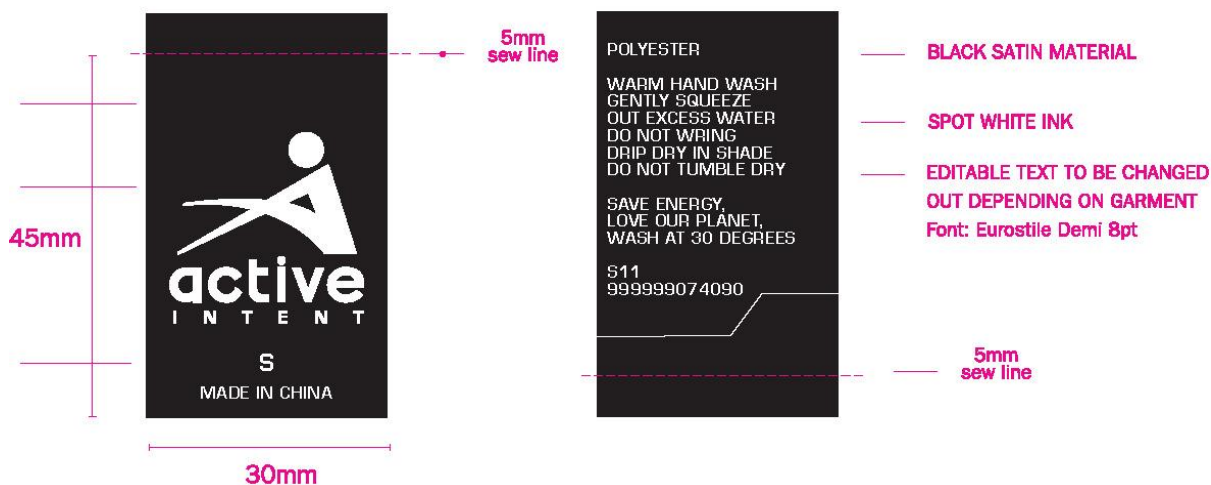 5mm
sew line
45mm
active
INTENT
S
MADE IN CHINA
30mm
POLYESTER
WARM HAND WASH
GENTLY SQUEEZE
OUT EXCESS WATER
DO NOT WRING
DRIP DRY IN SHADE
DO NOT TUMBLE DRY
SAVE ENERGY,
LOVE OUR PLANET,
WASH AT 30 DEGREES
S11
999999074090
BLACK SATIN MATERIAL
SPOT WHITE INK
EDITABLE TEXT TO BE CHANGED
OUT DEPENDING ON GARMENT
Font: Eurostile Demi 8pt
5mm
sew line